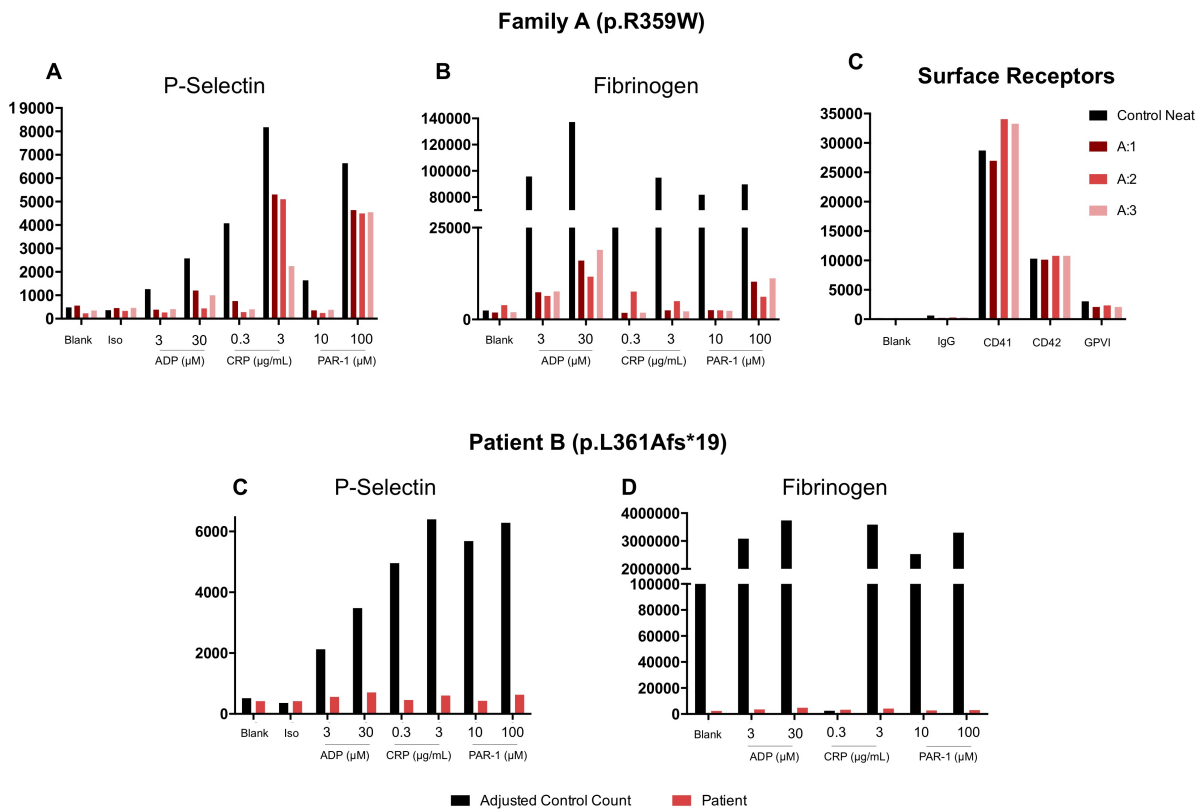 Family A (p.R359W)
A
P-Selectin
19000
8000
7000
6000
5000
4000
3000
2000
1000
0
Blank Iso 3 30 0.3 3 10 100
ADP (µM) CRP (µg/mL) PAR-1 (µM)
B
Fibrinogen
140000
120000
100000
80000
25000
0
Blank 3 30 0.3 3 10 100
ADP (µM) CRP (µg/mL) PAR-1 (µM)
C
Surface Receptors
35000
30000
25000
20000
15000
10000
5000
0
Blank IgG CD41 CD42 GPVI
Control Neat
A:1
A:2
A:3
Patient B (p.L361Afs*19)
C
P-Selectin
6000
4000
2000
0
Blank Iso 3 30 0.3 3 10 100
ADP (µM) CRP (µg/mL) PAR-1 (µM)
D
Fibrinogen
4000000
3000000
2000000
100000
80000
60000
40000
20000
0
Blank 3 30 0.3 3 10 100
ADP (µM) CRP (µg/mL) PAR-1 (µM)
Adjusted Control Count Patient